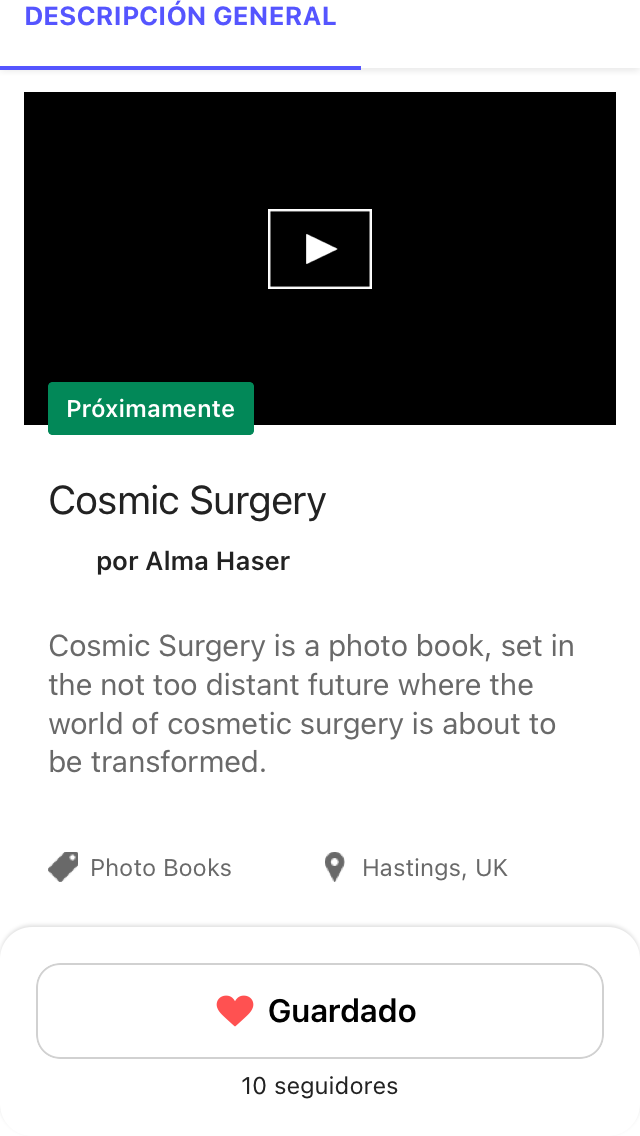 DESCRIPCIÓN GENERAL
Próximamente
Cosmic Surgery
por Alma Haser
Cosmic Surgery is a photo book, set in
the not too distant future where the
world of cosmetic surgery is about to
be transformed.
Photo Books
Hastings, UK
Guardado
10 seguidores